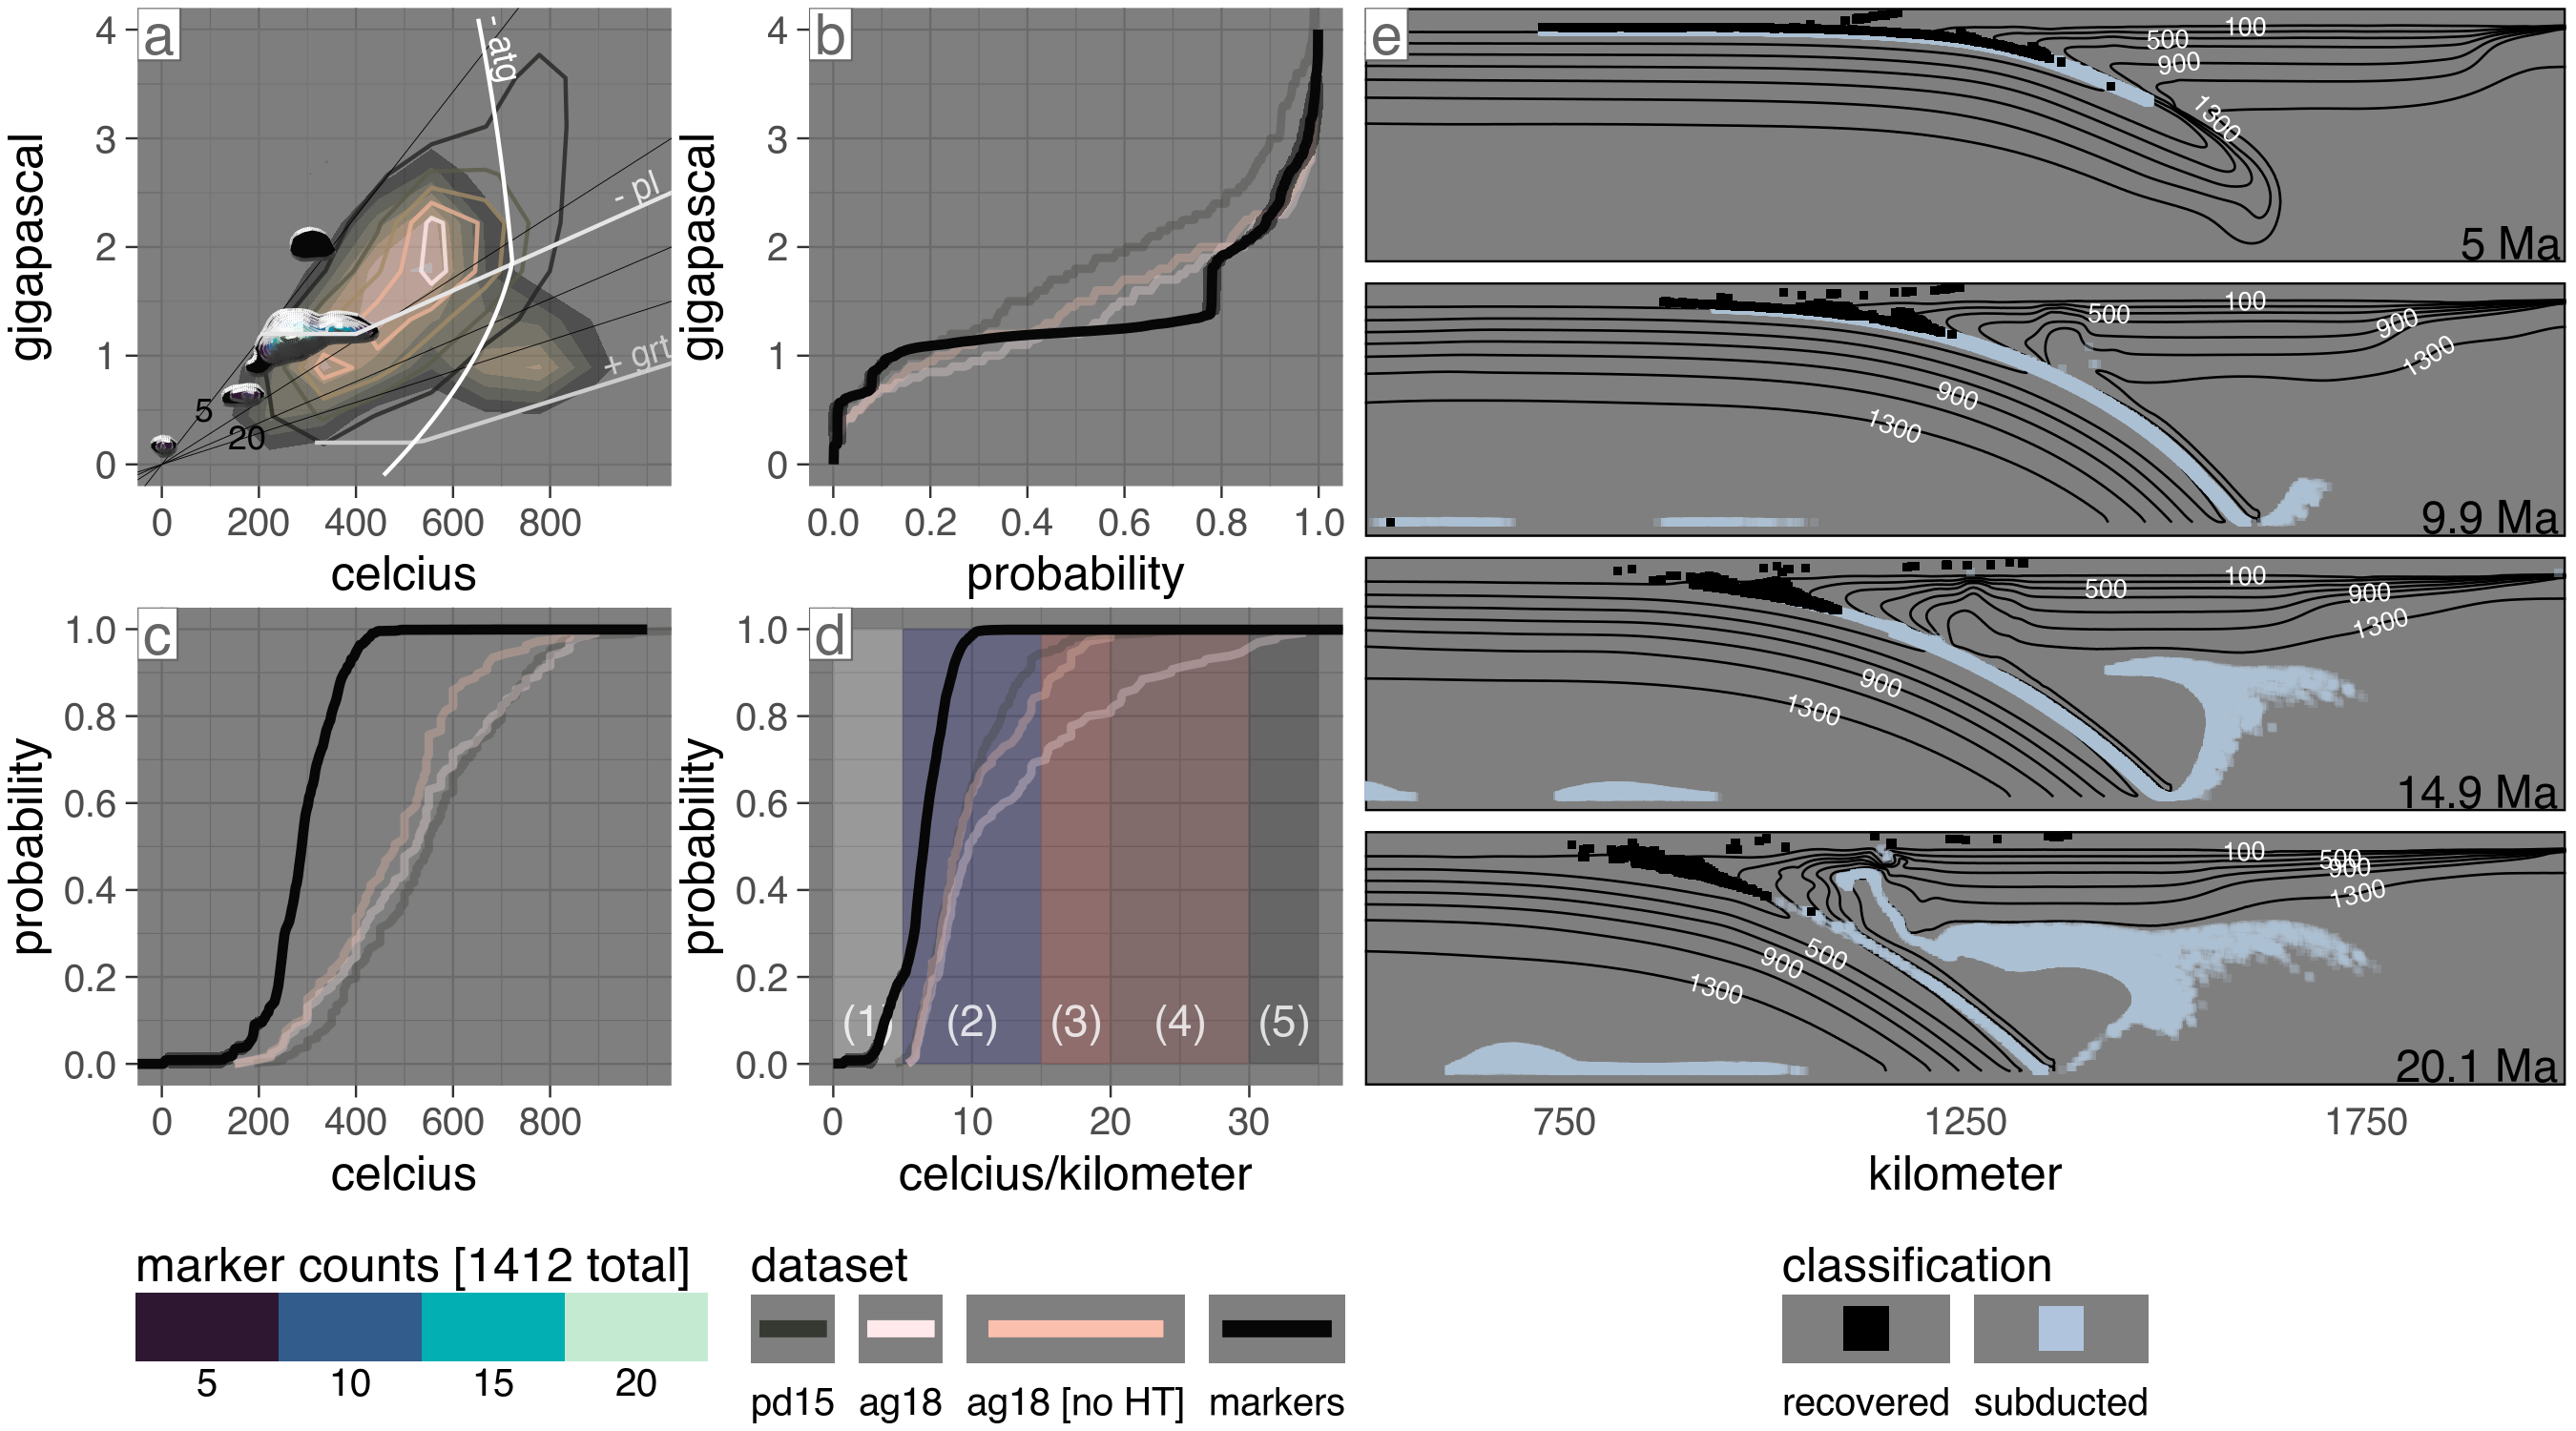 a
4
3
2
1
0
gigapascal
- atg
- pl
+ grt
5
20
0
200
400
600
800
celcius
b
4
3
2
1
0
gigapascal
0.0
0.2
0.4
0.6
0.8
1.0
probability
c
1.0
0.8
0.6
0.4
0.2
0.0
probability
0
200
400
600
800
celcius
d
1.0
0.8
0.6
0.4
0.2
0.0
probability
(1)
(2)
(3)
(4)
(5)
0
10
20
30
celcius/kilometer
e
100
500
900
1300
5 Ma
100
500
900
1300
900
1300
9.9 Ma
100
500
900
1300
900
1300
14.9 Ma
100
500
900
1300
500
900
1300
20.1 Ma
750
1250
1750
kilometer
marker counts [1412 total]
5
10
15
20
dataset
pd15
ag18
ag18 [no HT]
markers
classification
recovered
subducted